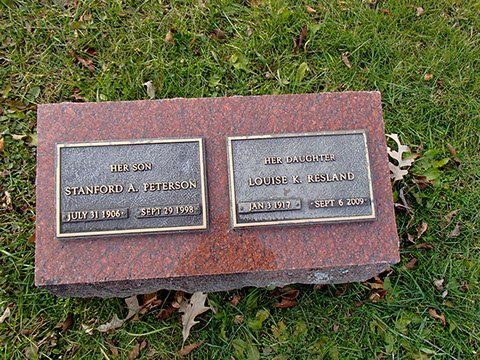 HER SON
STANFORD A. PETERSON
JULY 31 1906 SEPT 29 1998
HER DAUGHTER
LOUISE K. RESLAND
JAN 3 1917 SEPT 6 2009